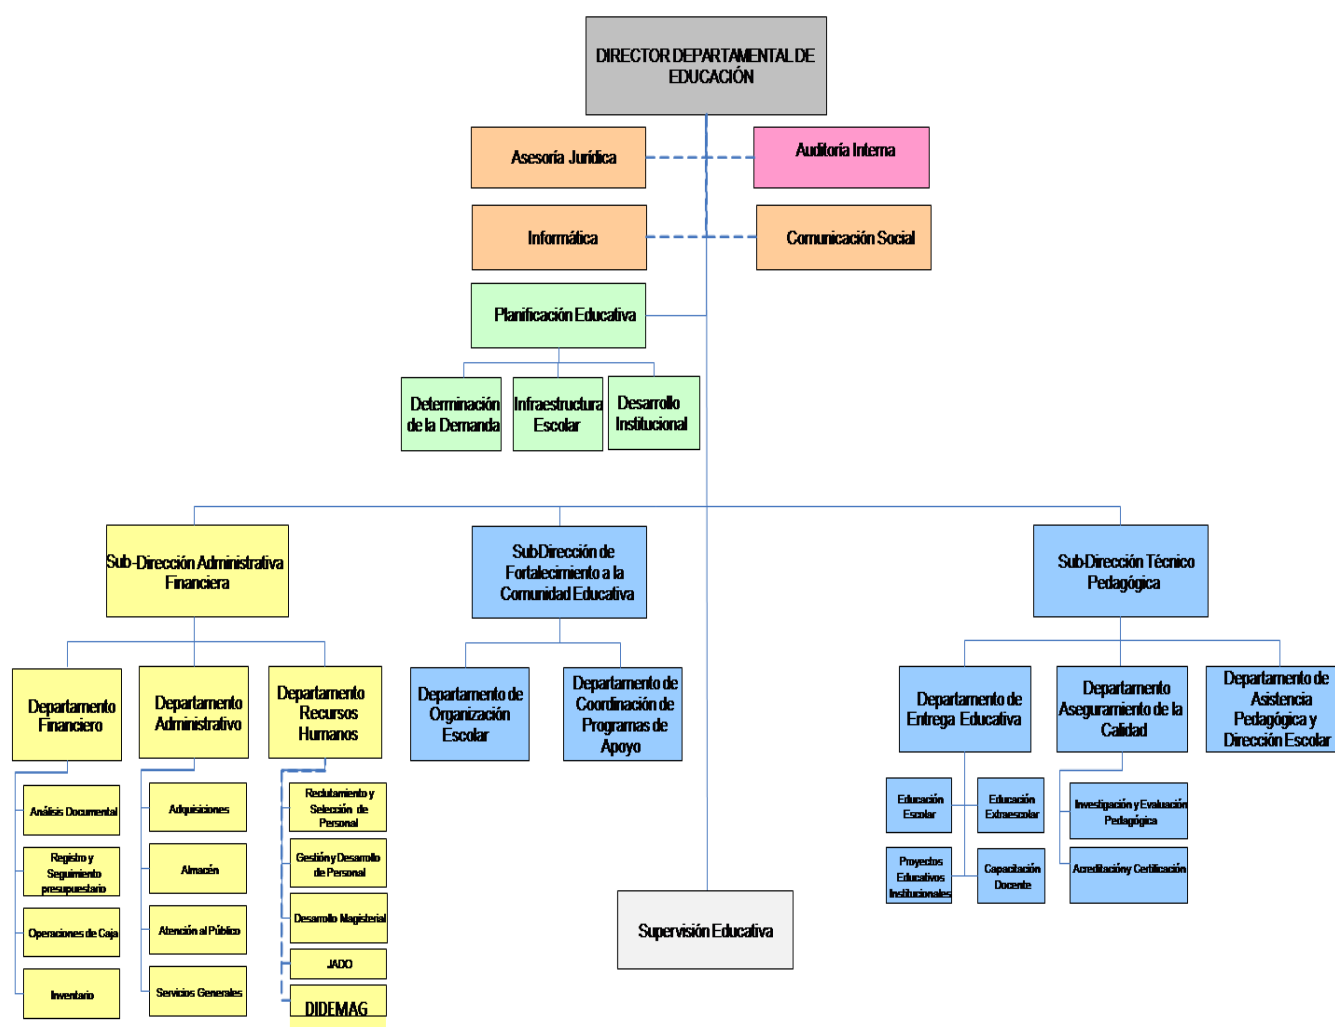 DIRECTOR DEPARTAMENTAL DE
EDUCACIÓN
Asesoría Jurídica
Auditoría Interna
Informática
Comunicación Social
Planificación Educativa
Determinación
de la Demanda
Infraestructura
Escolar
Desarrollo
Institucional
Sub-Dirección Administrativa
Financiera
Sub-Dirección de
Fortalecimiento a la
Comunidad Educativa
Sub-Dirección Técnico
Pedagógica
Departamento
Financiero
Departamento
Administrativo
Departamento
Recursos
Humanos
Departamento de
Organización
Escolar
Departamento de
Coordinación de
Programas de
Apoyo
Departamento de
Entrega Educativa
Departamento
Aseguramiento de la
Calidad
Departamento de
Asistencia
Pedagógica y
Dirección Escolar
Análisis Documental
Registro y
Seguimiento
presupuestario
Operaciones de Caja
Inventario
Adquisiciones
Almacén
Atención al Público
Servicios Generales
Reclutamiento y
Selección de
Personal
Gestión y Desarrollo
de Personal
Desarrollo Magisterial
JADO
DIDEMAG
Educación
Escolar
Educación
Extraescolar
Proyectos
Educativos
Institucionales
Capacitación
Docente
Investigación y Evaluación
Pedagógica
Acreditación y Certificación
Supervisión Educativa